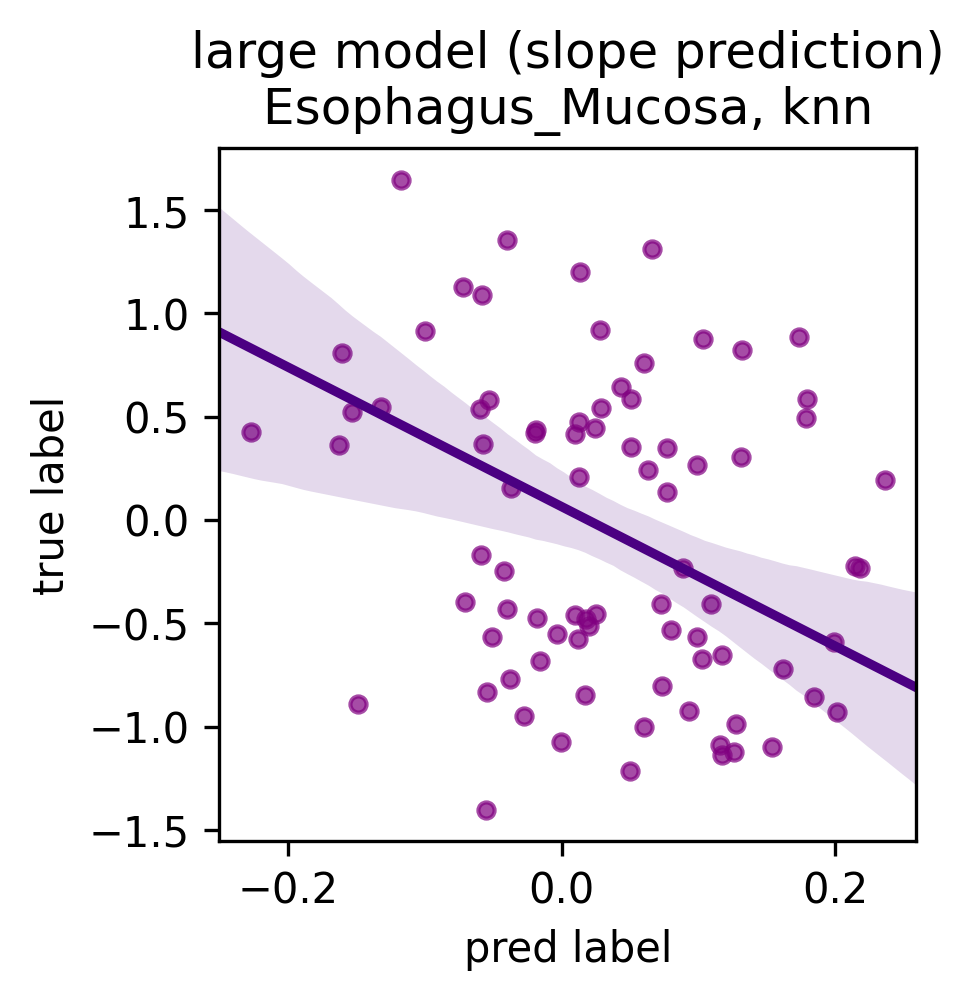 large model (slope prediction)
Esophagus_Mucosa, knn
1.5
1.0
0.5
0.0
−0.5
−1.0
−1.5
true label
−0.2
0.0
0.2
pred label